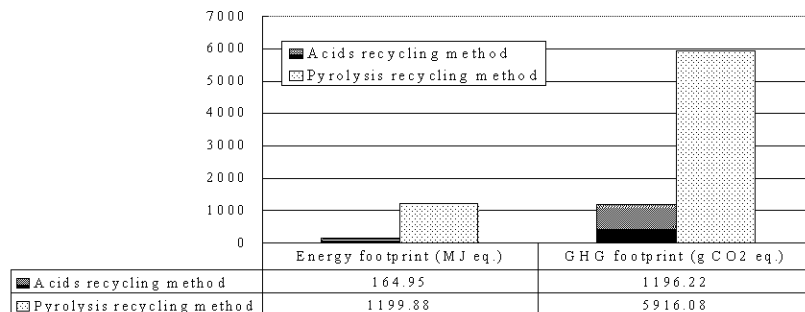 7000
6000
5000
4000
3000
2000
1000
0
Acids recycling method
Pyrolysis recycling method
Energy footprint (MJ eq.) GHG footprint (g CO2 eq.)
Acids recycling method 164.95 1196.22
Pyrolysis recycling method 1199.88 5916.08